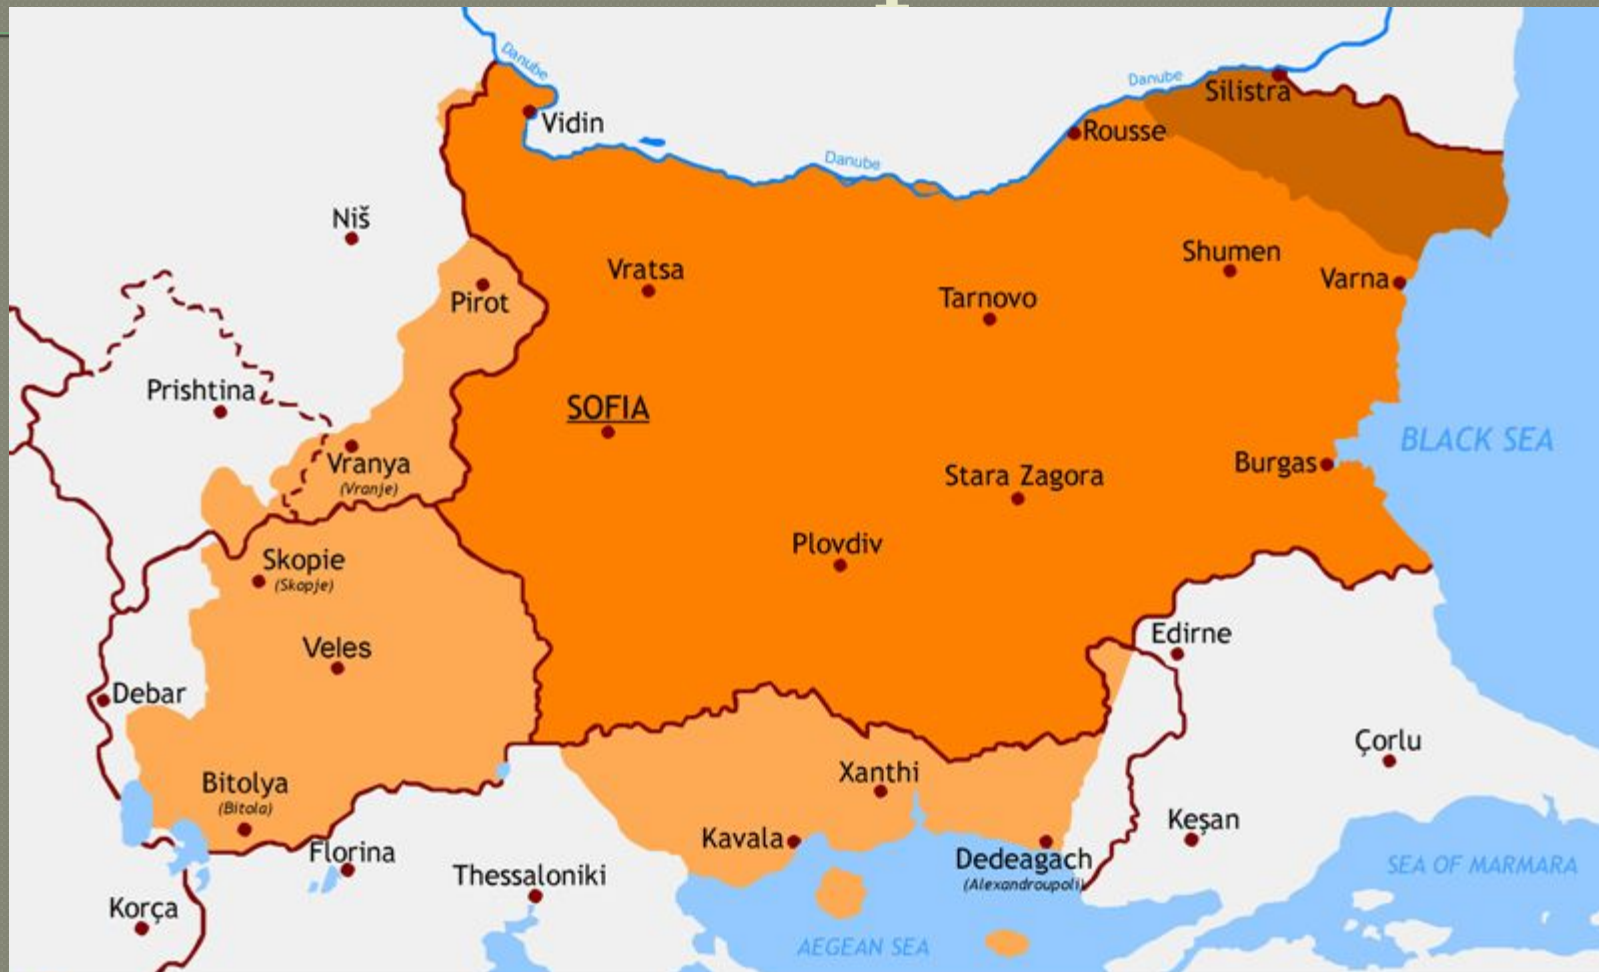 Danube
Danube
Silistra
Vidin
Rousse
Danube
Niš
Shumen
Vratsa
Varna
Tarnovo
Pirot
Prishtina
SOFIA
BLACK SEA
Vranya
(Vranje)
Burgas
Stara Zagora
Plovdiv
Skopie
(Skopje)
Edirne
Veles
Debar
Çorlu
Xanthi
Bitolya
(Bitola)
Keşan
Kavala
Florina
Dedeagach
(Alexandroupoli)
SEA OF MARMARA
Thessaloniki
Korça
AEGEAN SEA